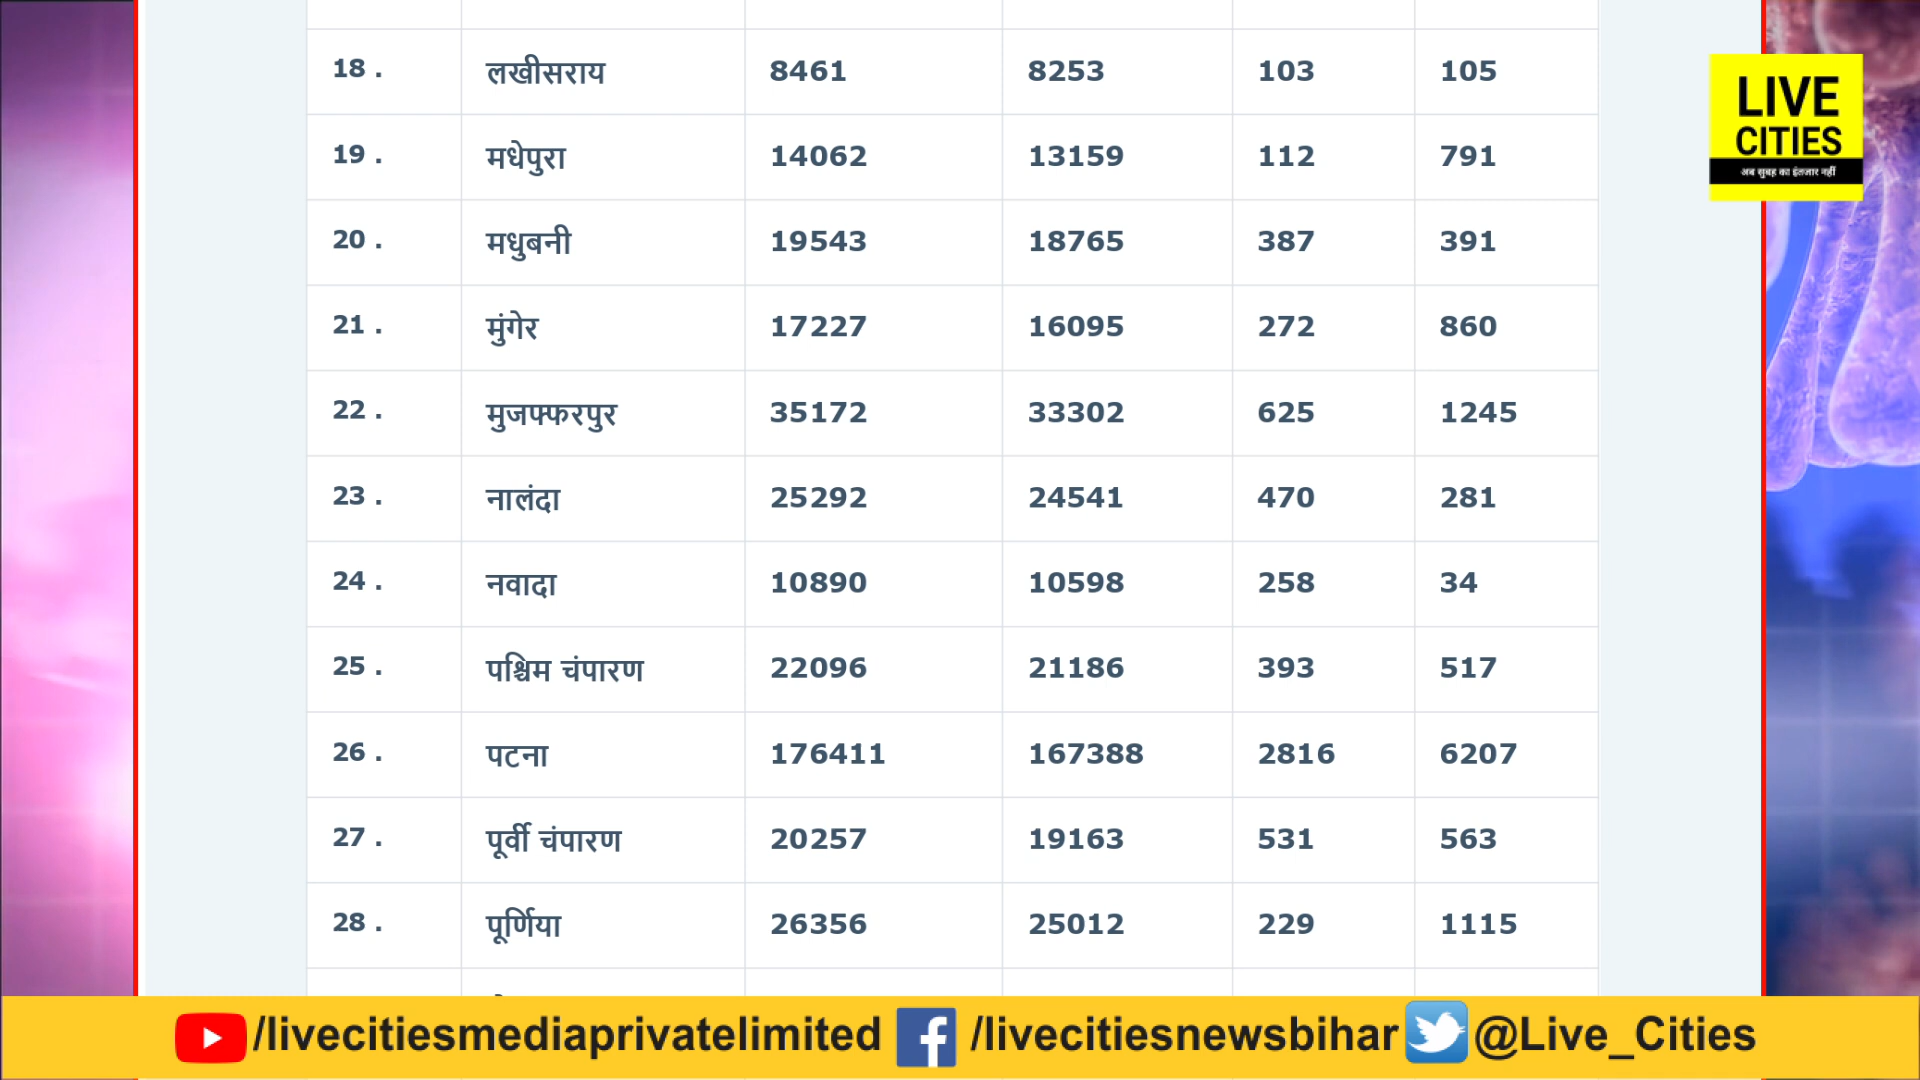 18 . लखीसराय 8461 8253 103 105
19 . मधेपुरा 14062 13159 112 791
20 . मधुबनी 19543 18765 387 391
21 . मुंगेर 17227 16095 272 860
22 . मुजफ्फरपुर 35172 33302 625 1245
23 . नालंदा 25292 24541 470 281
24 . नवादा 10890 10598 258 34
25 . पश्चिम चंपारण 22096 21186 393 517
26 . पटना 176411 167388 2816 6207
27 . पूर्वी चंपारण 20257 19163 531 563
28 . पूर्णिया 26356 25012 229 1115
LIVE
CITIES
अब सुबह का इंतजार नहीं
/livecitiesmediaprivatelimited /livecitiesnewsbihar @Live_Cities